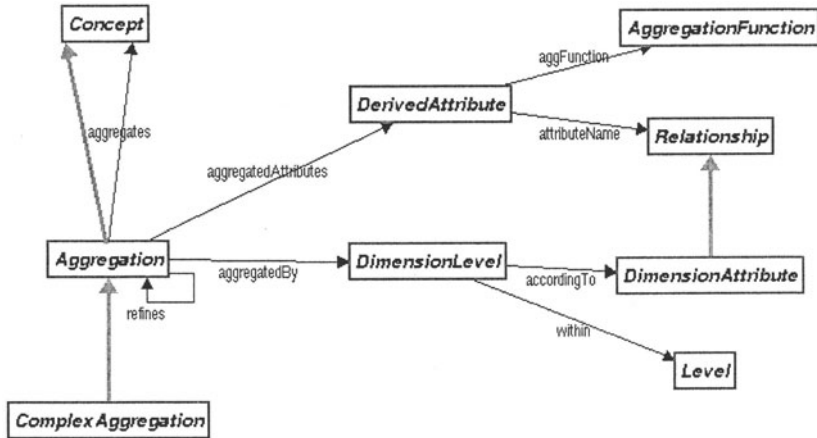 Concept
AggregationFunction
aggFunction
DerivedAttribute
attributeName
aggregates
Relationship
aggregatedAttributes
Aggregation
aggregatedBy
DimensionLevel
accordingTo
DimensionAttribute
refines
within
Level
ComplexAggregation